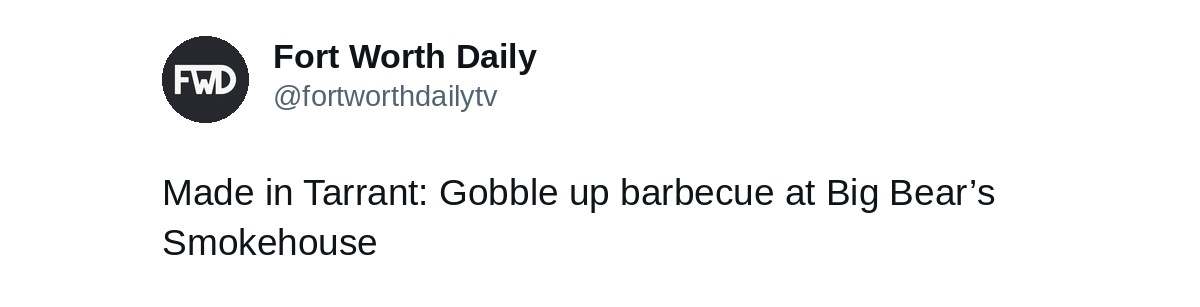 FWD
Fort Worth Daily
@fortworthdailytv
Made in Tarrant: Gobble up barbecue at Big Bear’s
Smokehouse